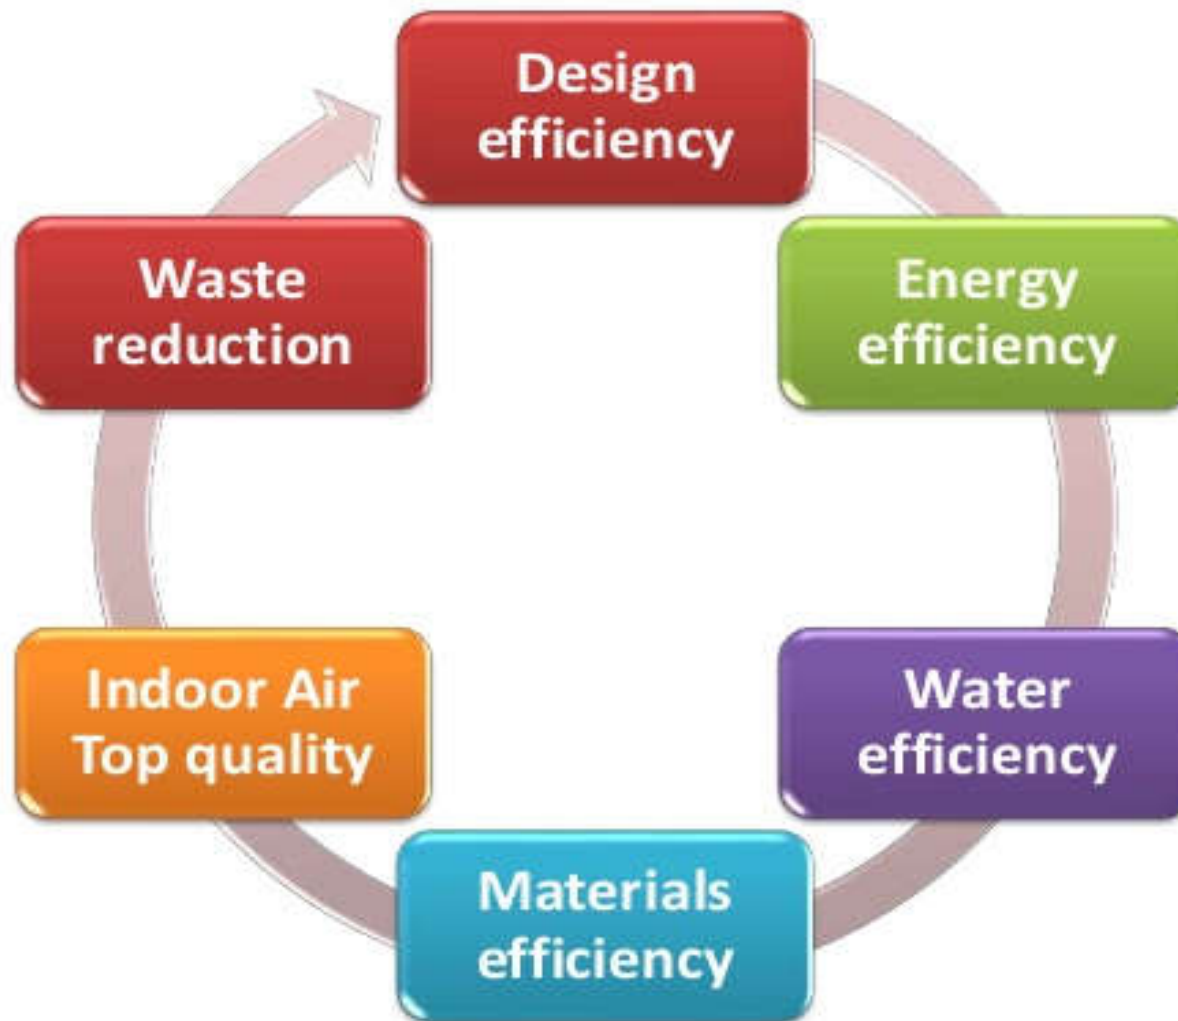 Design
efficiency
Energy
efficiency
Water
efficiency
Materials
efficiency
Indoor Air
Top quality
Waste
reduction